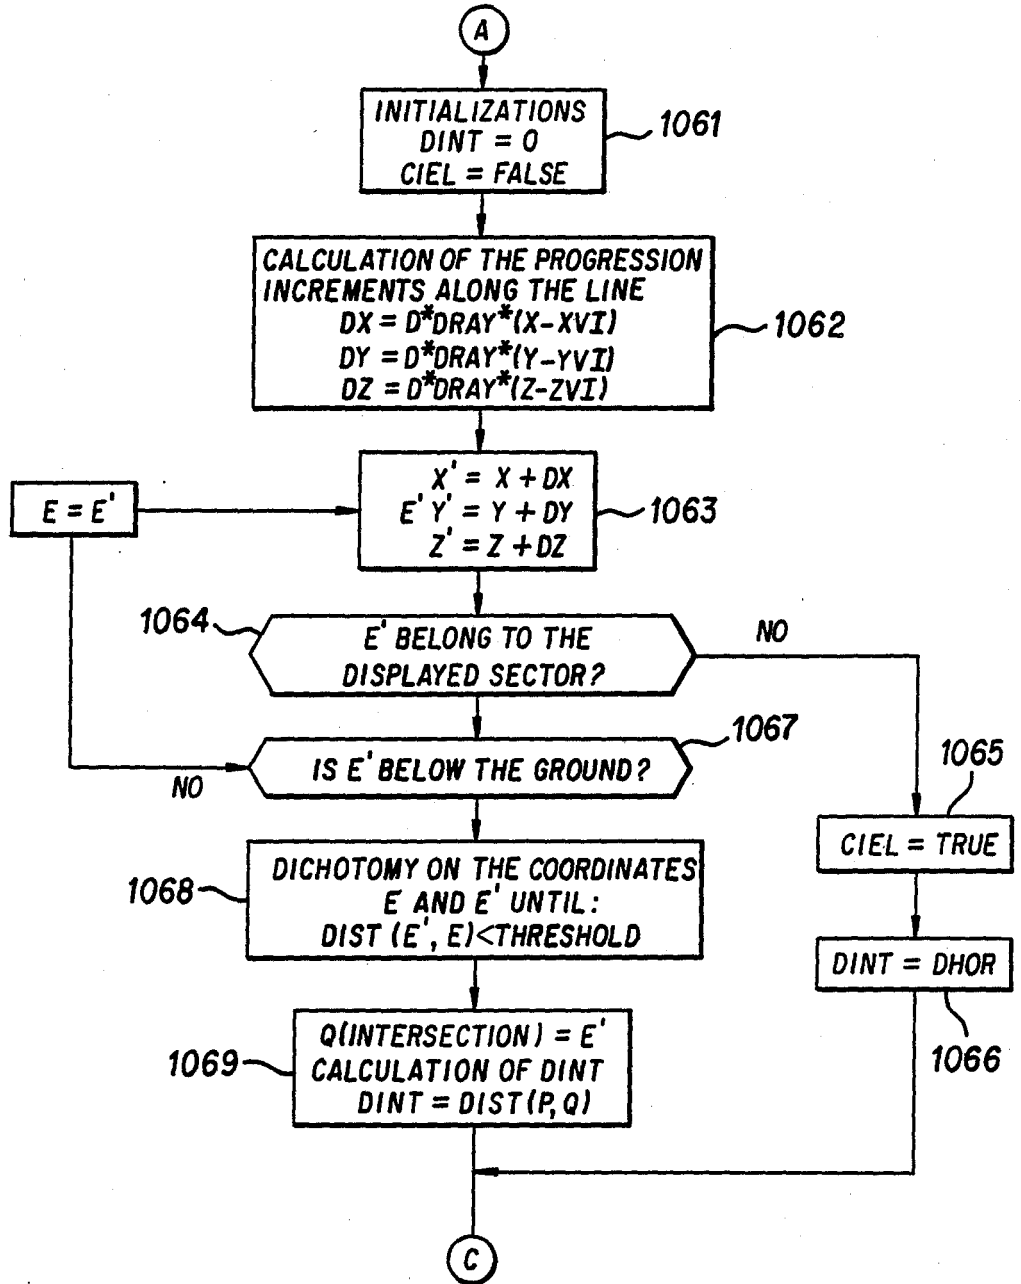 A
INITIALIZATIONS
DINT = 0
CIEL = FALSE
1061
CALCULATION OF THE PROGRESSION
INCREMENTS ALONG THE LINE
DX = D*DRAY*(X-XVI)
DY = D*DRAY*(Y-YVI)
DZ = D*DRAY*(Z-ZVI)
1062
E = E'
X' = X + DX
E' Y' = Y + DY
Z' = Z + DZ
1063
1064
E' BELONG TO THE
DISPLAYED SECTOR?
NO
1067
IS E' BELOW THE GROUND?
NO
1065
CIEL = TRUE
1068
DICHOTOMY ON THE COORDINATES
E AND E' UNTIL:
DIST (E', E)<THRESHOLD
DINT = DHOR
1066
1069
Q(INTERSECTION) = E'
CALCULATION OF DINT
DINT = DIST(P,Q)
C